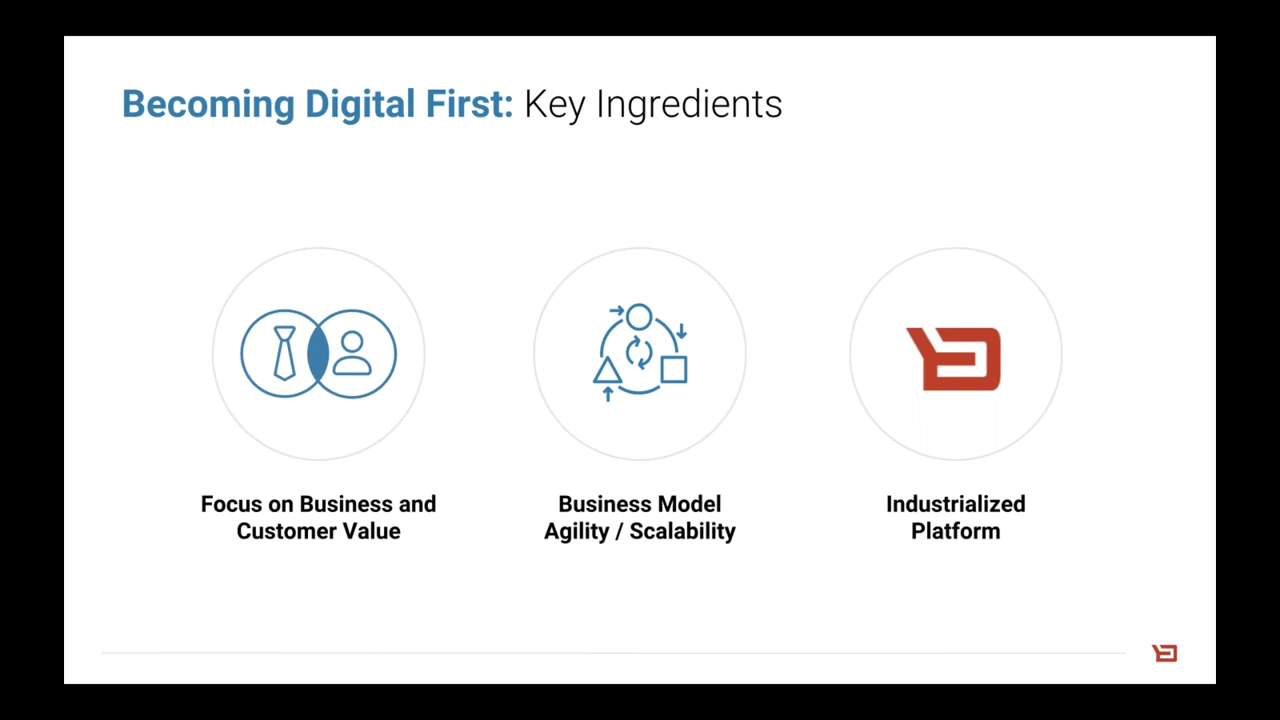 Becoming Digital First: Key Ingredients
Focus on Business and
Customer Value
Business Model
Agility / Scalability
Industrialized
Platform